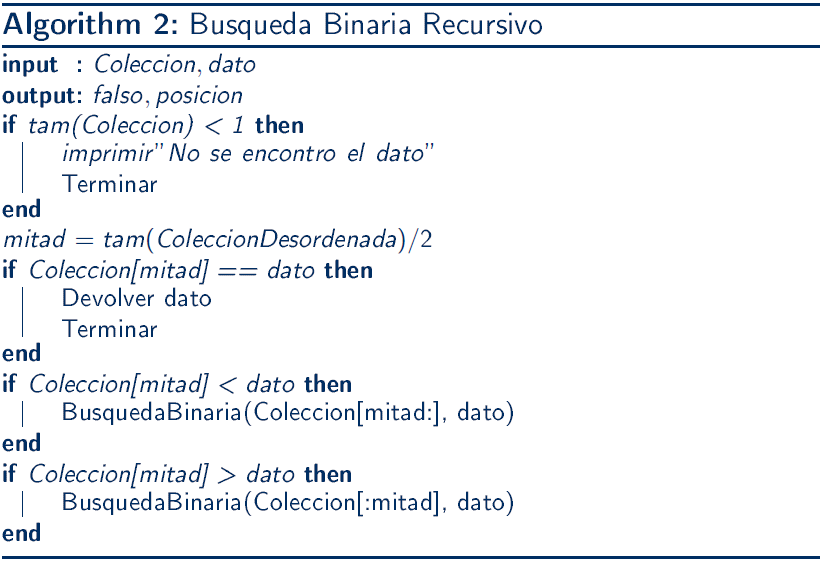 Algorithm 2: Busqueda Binaria Recursivo
input : Coleccion, dato
output: falso, posicion
if tam(Coleccion) < 1 then
imprimir"No se encontro el dato"
Terminar
end
mitad = tam(ColeccionDesordenada)/2
if Coleccion[mitad] == dato then
Devolver dato
Terminar
end
if Coleccion[mitad] < dato then
BusquedaBinaria(Coleccion[mitad:], dato)
end
if Coleccion[mitad] > dato then
BusquedaBinaria(Coleccion[:mitad], dato)
end